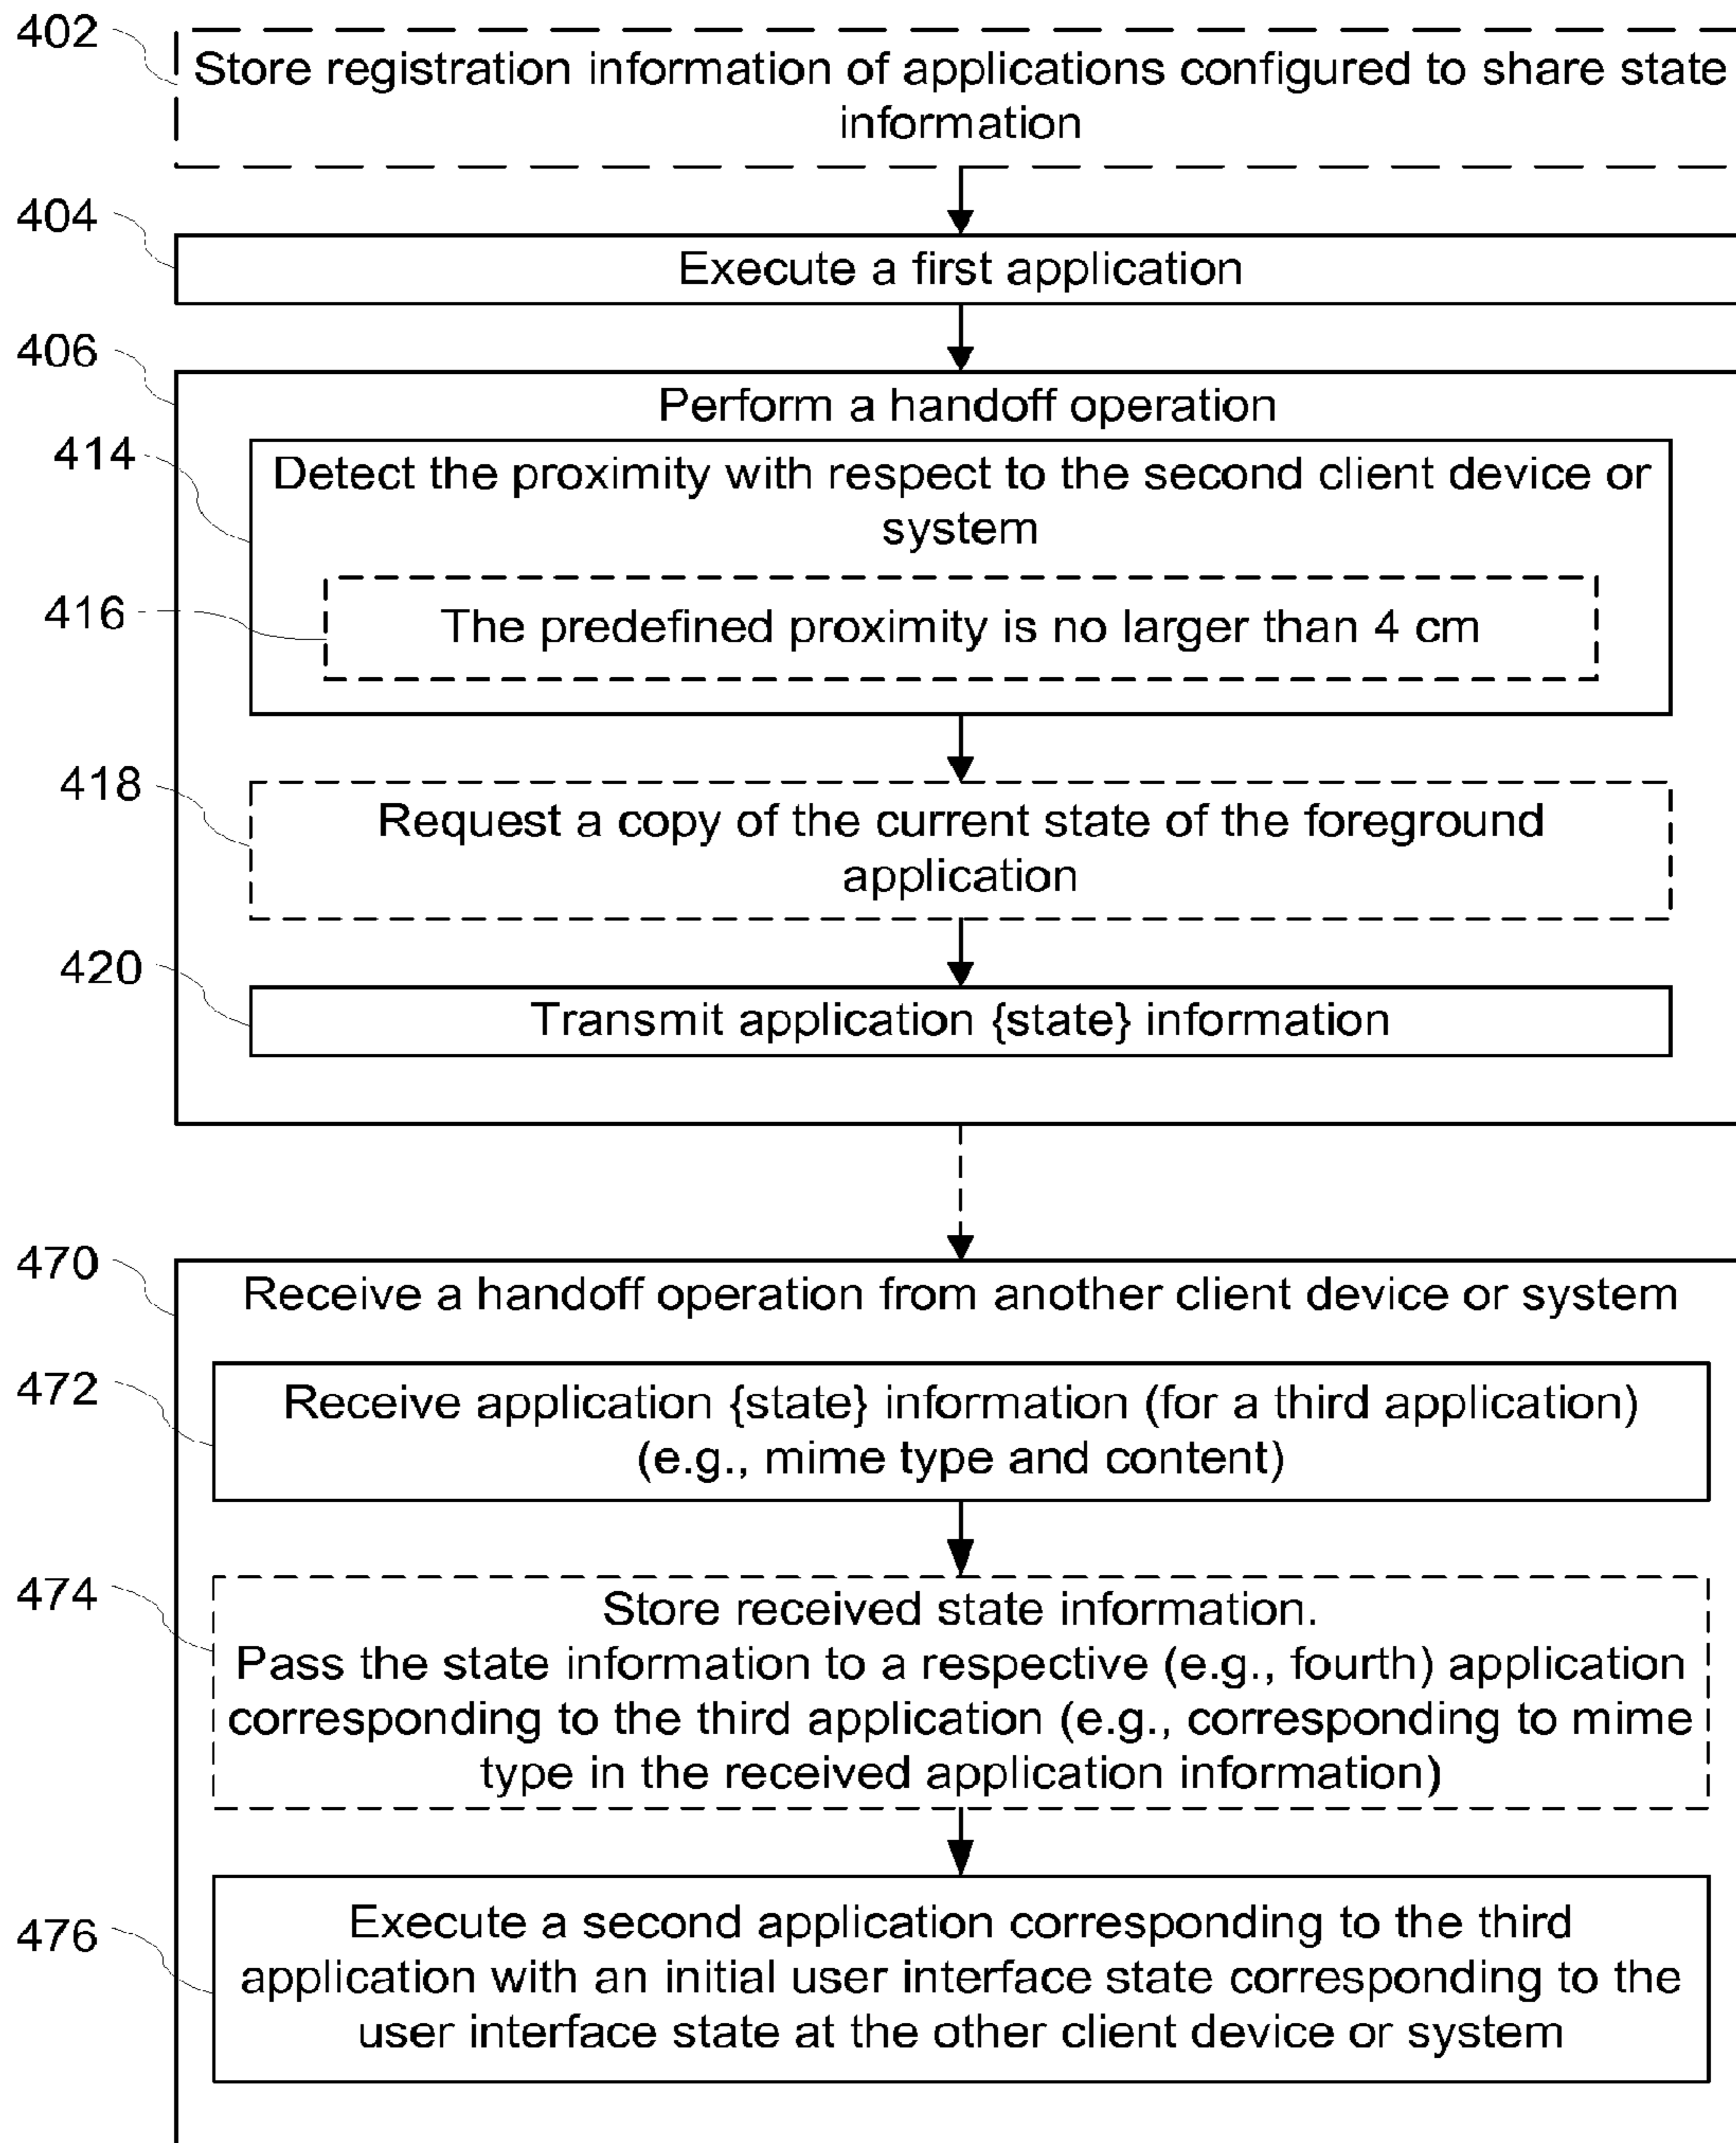 402
Store registration information of applications configured to share state
information
404
Execute a first application
406
Perform a handoff operation
414
Detect the proximity with respect to the second client device or
system
416
The predefined proximity is no larger than 4 cm
418
Request a copy of the current state of the foreground
application
420
Transmit application {state} information
470
Receive a handoff operation from another client device or system
472
Receive application {state} information (for a third application)
(e.g., mime type and content)
474
Store received state information.
Pass the state information to a respective (e.g., fourth) application
corresponding to the third application (e.g., corresponding to mime
type in the received application information)
476
Execute a second application corresponding to the third
application with an initial user interface state corresponding to the
user interface state at the other client device or system